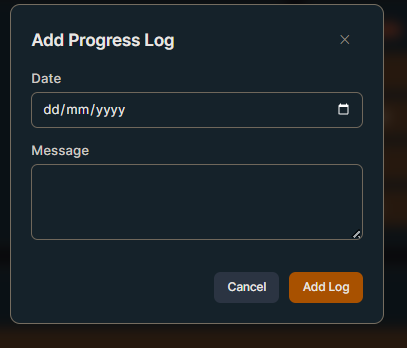 Add Progress Log
Date
dd/mm/yyyy
Message
Cancel
Add Log